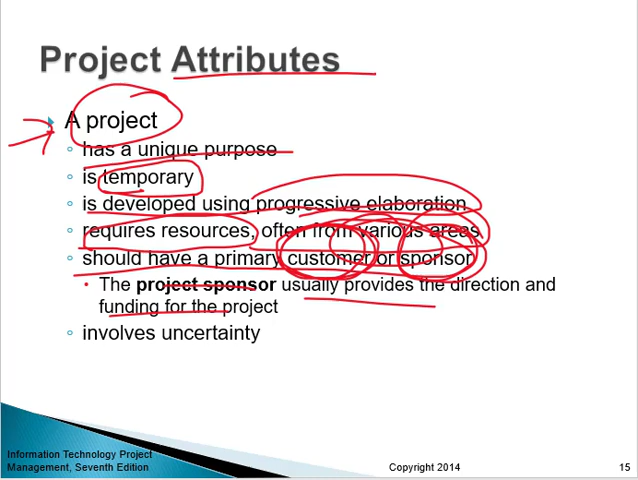 Project Attributes
A project
has a unique purpose
is temporary
is developed using progressive elaboration
requires resources, often from various areas
should have a primary customer or sponsor
The project sponsor usually provides the direction and
funding for the project
involves uncertainty
Information Technology Project
Management, Seventh Edition
Copyright 2014
15